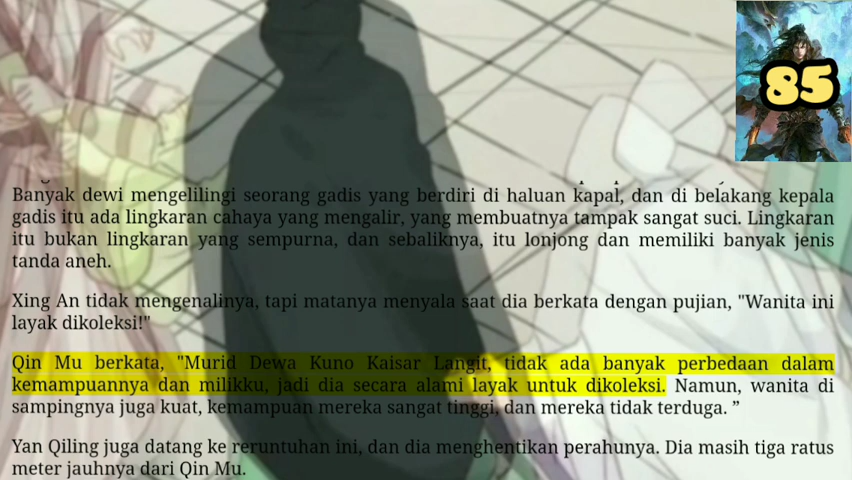 85
Banyak dewi mengelilingi seorang gadis yang berdiri di haluan kapal, dan di belakang kepala
gadis itu ada lingkaran cahaya yang mengalir, yang membuatnya tampak sangat suci. Lingkaran
itu bukan lingkaran yang sempurna, dan sebaliknya, itu lonjong dan memiliki banyak jenis
tanda aneh.
Xing An tidak mengenalinya, tapi matanya menyala saat dia berkata dengan pujian, "Wanita ini
layak dikoleksi!"
Qin Mu berkata, "Murid Dewa Kuno Kaisar Langit, tidak ada banyak perbedaan dalam
kemampuannya dan milikku, jadi dia secara alami layak untuk dikoleksi. Namun, wanita di
sampingnya juga kuat, kemampuan mereka sangat tinggi, dan mereka tidak terduga. ”
Yan Qiling juga datang ke reruntuhan ini, dan dia menghentikan perahunya. Dia masih tiga ratus
meter jauhnya dari Qin Mu.